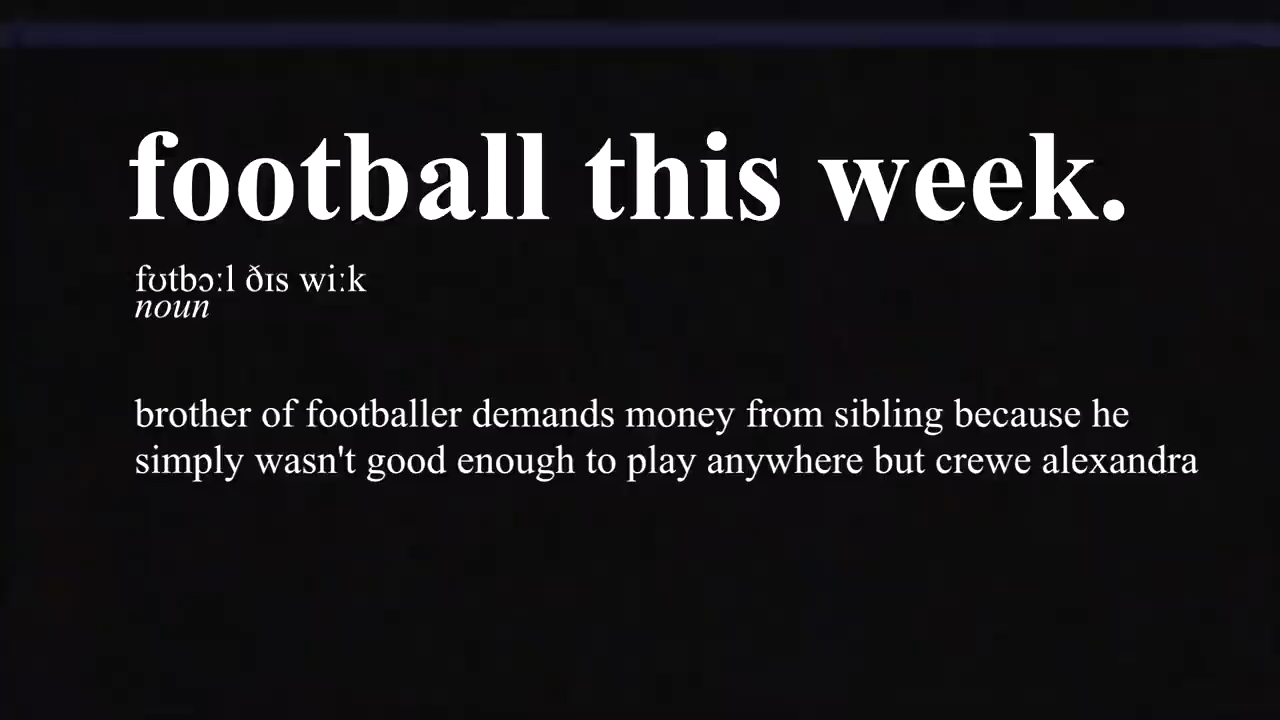 football this week.
fʊtbɔːl ðɪs wiːk
noun
brother of footballer demands money from sibling because he
simply wasn't good enough to play anywhere but crewe alexandra